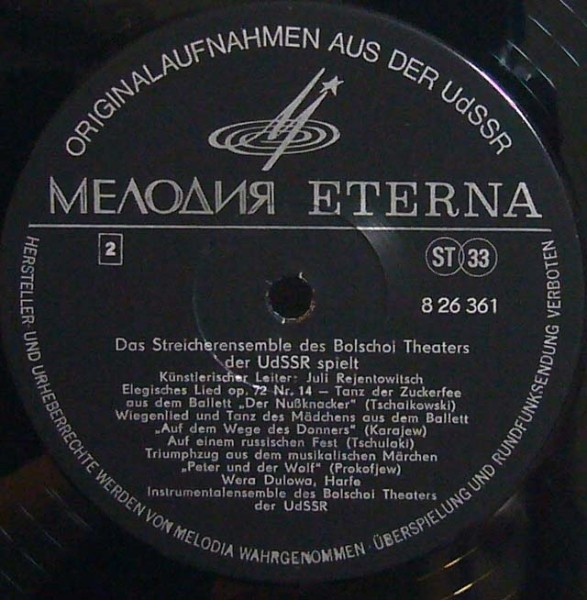 ORIGINALAUFNAHMEN AUS DER UdSSR
МЕЛОДИЯ ETERNA
2
ST 33
8 26 361
Das Streicherensemble des Bolschoi Theaters
der UdSSR spielt
Künstlerischer Leiter: Juli Rejentowitsch
Elegisches Lied op. 72 Nr. 14 — Tanz der Zuckerfee
aus dem Ballett „Der Nußknacker" (Tschaikowski)
Wiegenlied und Tanz des Mädchens aus dem Ballett
„Auf dem Wege des Donners" (Karajew)
Auf einem russischen Fest (Tschulaki)
Triumphzug aus dem musikalischen Märchen
„Peter und der Wolf" (Prokofjew)
Wera Dulowa, Harfe
Instrumentalensemble des Bolschoi Theaters
der UdSSR
HERSTELLER- UND URHEBERRECHTE WERDEN VON MELODIA WAHRGENOMMEN · ÜBERSPIELUNG UND RUNDFUNKSENDUNG VERBOTEN